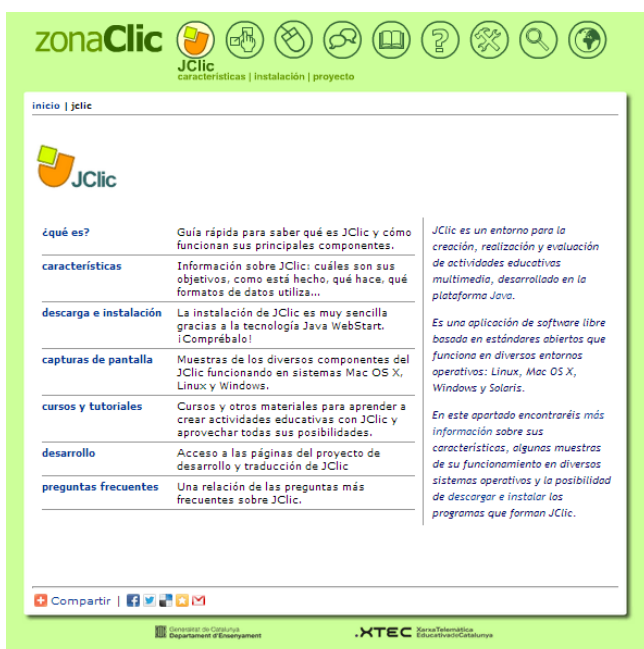 zonaClic
JClic
características | instalación | proyecto
inicio | jclic
JClic
¿qué es?
Guía rápida para saber qué es JClic y cómo
funcionan sus principales componentes.
características
Información sobre JClic: cuáles son sus
objetivos, como está hecho, qué hace, qué
formatos de datos utiliza...
descarga e instalación
La instalación de JClic es muy sencilla
gracias a la tecnología Java WebStart.
¡Comprébalo!
capturas de pantalla
Muestras de los diversos componentes del
JClic funcionando en sistemas Mac OS X,
Linux y Windows.
cursos y tutoriales
Cursos y otros materiales para aprender a
crear actividades educativas con JClic y
aprovechar todas sus posibilidades.
desarrollo
Acceso a las páginas del proyecto de
desarrollo y traducción de JClic
preguntas frecuentes
Una relación de las preguntas más
frecuentes sobre JClic.
JClic es un entorno para la
creación, realización y evaluación
de actividades educativas
multimedia, desarrollado en la
plataforma Java.
Es una aplicación de software libre
basada en estándares abiertos que
funciona en diversos entornos
operativos: Linux, Mac OS X,
Windows y Solaris.
En este apartado encontraréis más
información sobre sus
características, algunas muestras
de su funcionamiento en diversos
sistemas operativos y la posibilidad
de descargar e instalar los
programas que forman JClic.
Compartir |
Generalitat de Catalunya
Departament d'Ensenyament
.XTEC
XarxaTelemàtica
EducativadeCatalunya